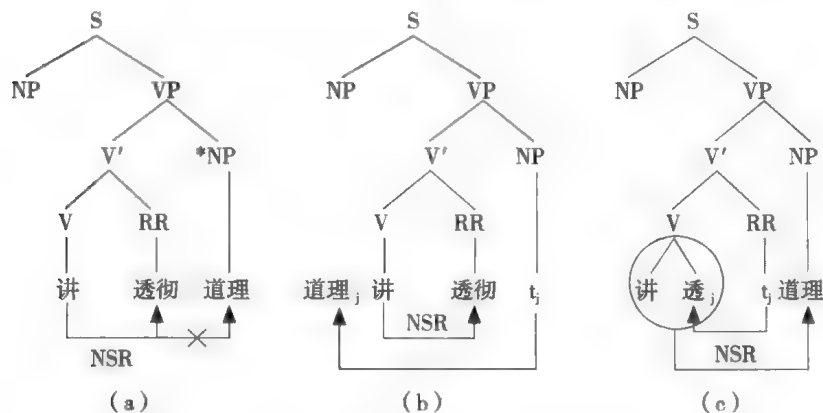 S S S
NP VP NP VP NP VP
V′ *NP V′ NP V′ NP
V RR V RR V RR
讲 透彻 道理 道理j 讲 透彻 tj 讲 透j tj 道理
NSR NSR NSR
(a) (b) (c)